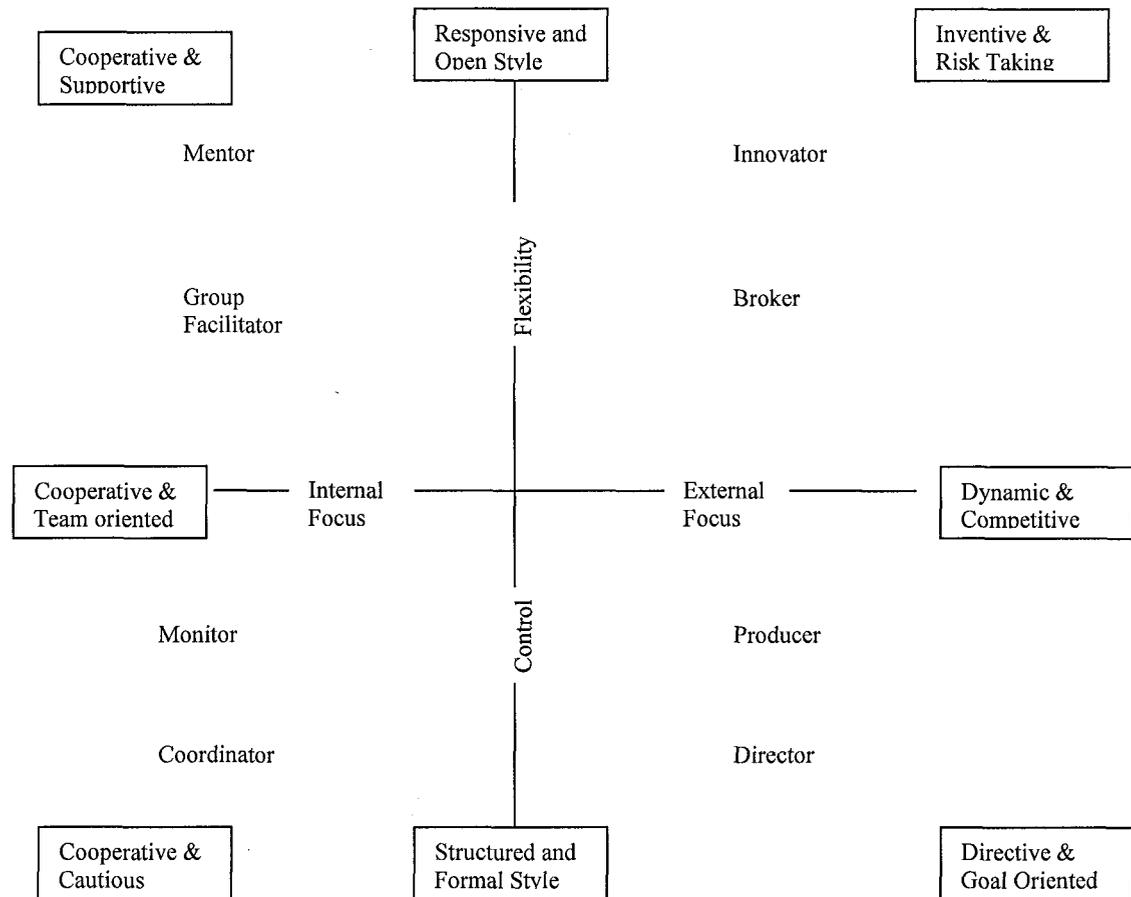 Responsive and
Open Style
Inventive &
Risk Taking
Cooperative &
Supportive
Mentor
Innovator
Flexibility
Group
Facilitator
Broker
Cooperative &
Team oriented
Internal
Focus
External
Focus
Dynamic &
Competitive
Control
Monitor
Producer
Coordinator
Director
Cooperative &
Cautious
Structured and
Formal Style
Directive &
Goal Oriented